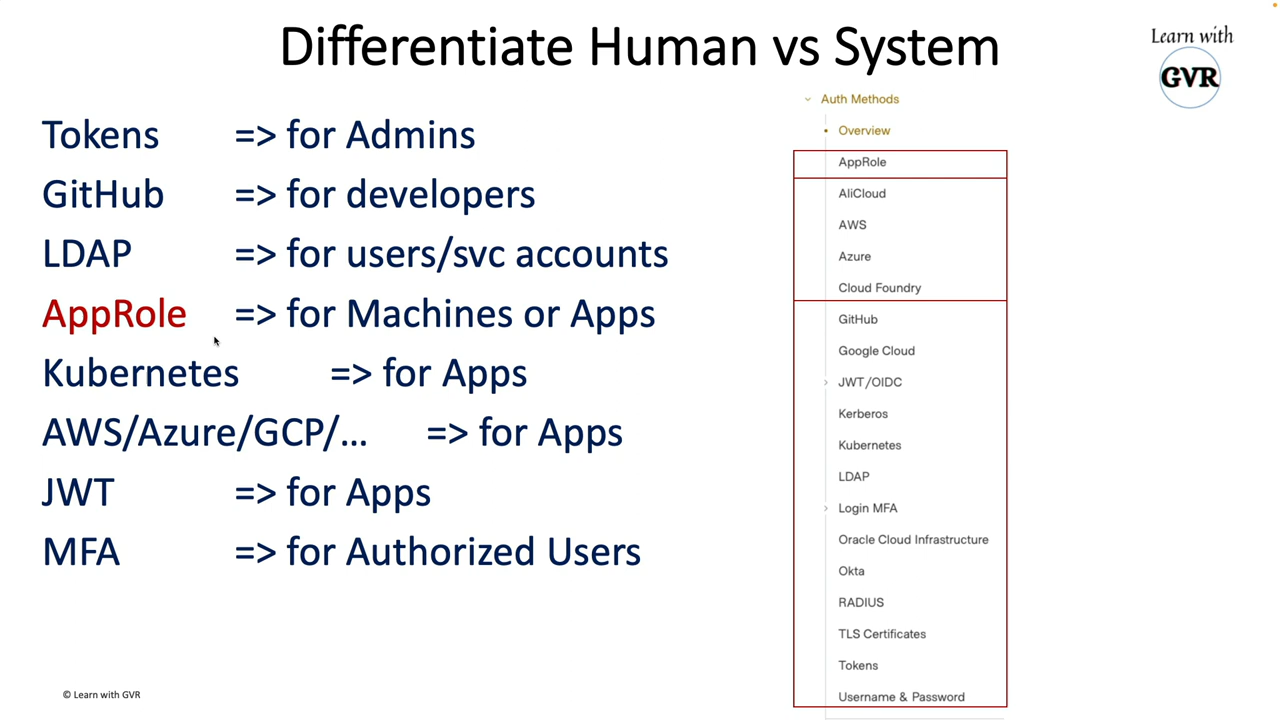 Differentiate Human vs System
Learn with
GVR
Tokens => for Admins
GitHub => for developers
LDAP => for users/svc accounts
AppRole => for Machines or Apps
Kubernetes => for Apps
AWS/Azure/GCP/… => for Apps
JWT => for Apps
MFA => for Authorized Users
Auth Methods
Overview
AppRole
AliCloud
AWS
Azure
Cloud Foundry
GitHub
Google Cloud
JWT/OIDC
Kerberos
Kubernetes
LDAP
Login MFA
Oracle Cloud Infrastructure
Okta
RADIUS
TLS Certificates
Tokens
Username & Password
© Learn with GVR